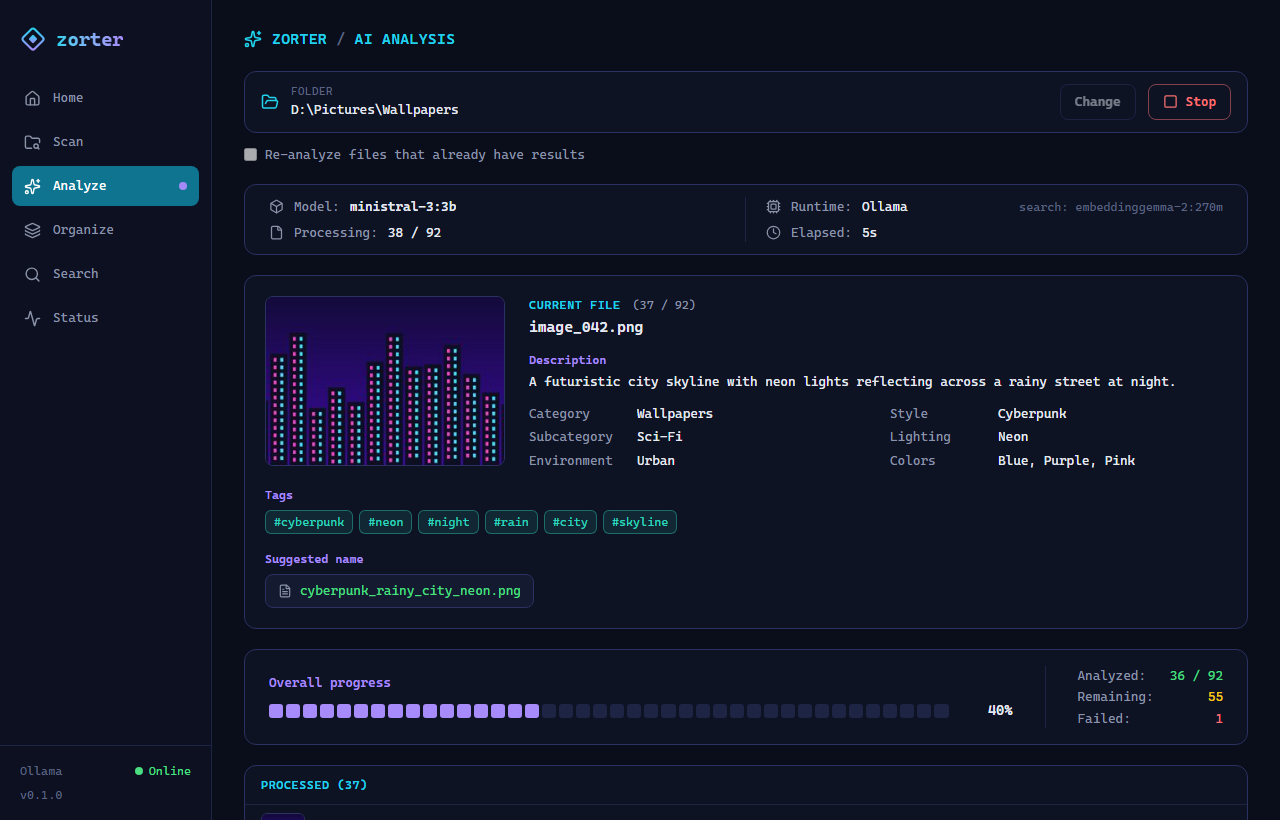 zorter
Home
Scan
Analyze
Organize
Search
Status
Ollama Online
v0.1.0
ZORTER / AI ANALYSIS
FOLDER
D:\Pictures\Wallpapers
Change Stop
Re-analyze files that already have results
Model: ministral-3:3b
Processing: 38 / 92
Runtime: Ollama search: embeddinggemma-2:270m
Elapsed: 5s
CURRENT FILE (37 / 92)
image_042.png
Description
A futuristic city skyline with neon lights reflecting across a rainy street at night.
Category Wallpapers Style Cyberpunk
Subcategory Sci-Fi Lighting Neon
Environment Urban Colors Blue, Purple, Pink
Tags
#cyberpunk #neon #night #rain #city #skyline
Suggested name
cyberpunk_rainy_city_neon.png
Overall progress
40%
Analyzed: 36 / 92
Remaining: 55
Failed: 1
PROCESSED (37)